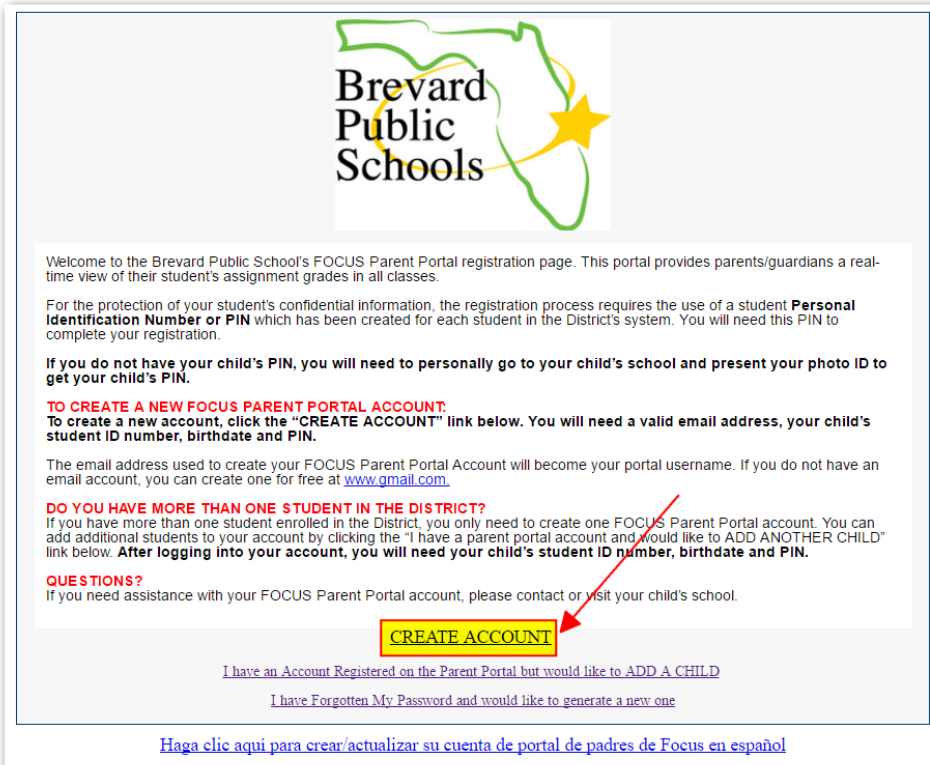 Brevard
Public
Schools
Welcome to the Brevard Public School's FOCUS Parent Portal registration page. This portal provides parents/guardians a real-
time view of their student's assignment grades in all classes.
For the protection of your student's confidential information, the registration process requires the use of a student Personal
Identification Number or PIN which has been created for each student in the District's system. You will need this PIN to
complete your registration.
If you do not have your child's PIN, you will need to personally go to your child's school and present your photo ID to
get your child's PIN.
TO CREATE A NEW FOCUS PARENT PORTAL ACCOUNT:
To create a new account, click the “CREATE ACCOUNT” link below. You will need a valid email address, your child's
student ID number, birthdate and PIN.
The email address used to create your FOCUS Parent Portal Account will become your portal username. If you do not have an
email account, you can create one for free at www.gmail.com.
DO YOU HAVE MORE THAN ONE STUDENT IN THE DISTRICT?
If you have more than one student enrolled in the District, you only need to create one FOCUS Parent Portal account. You can
add additional students to your account by clicking the “I have a parent portal account and would like to ADD ANOTHER CHILD”
link below. After logging into your account, you will need your child's student ID number, birthdate and PIN.
QUESTIONS?
If you need assistance with your FOCUS Parent Portal account, please contact or visit your child's school.
CREATE ACCOUNT
I have an Account Registered on the Parent Portal but would like to ADD A CHILD
I have Forgotten My Password and would like to generate a new one
Haga clic aquí para crear/actualizar su cuenta de portal de padres de Focus en español